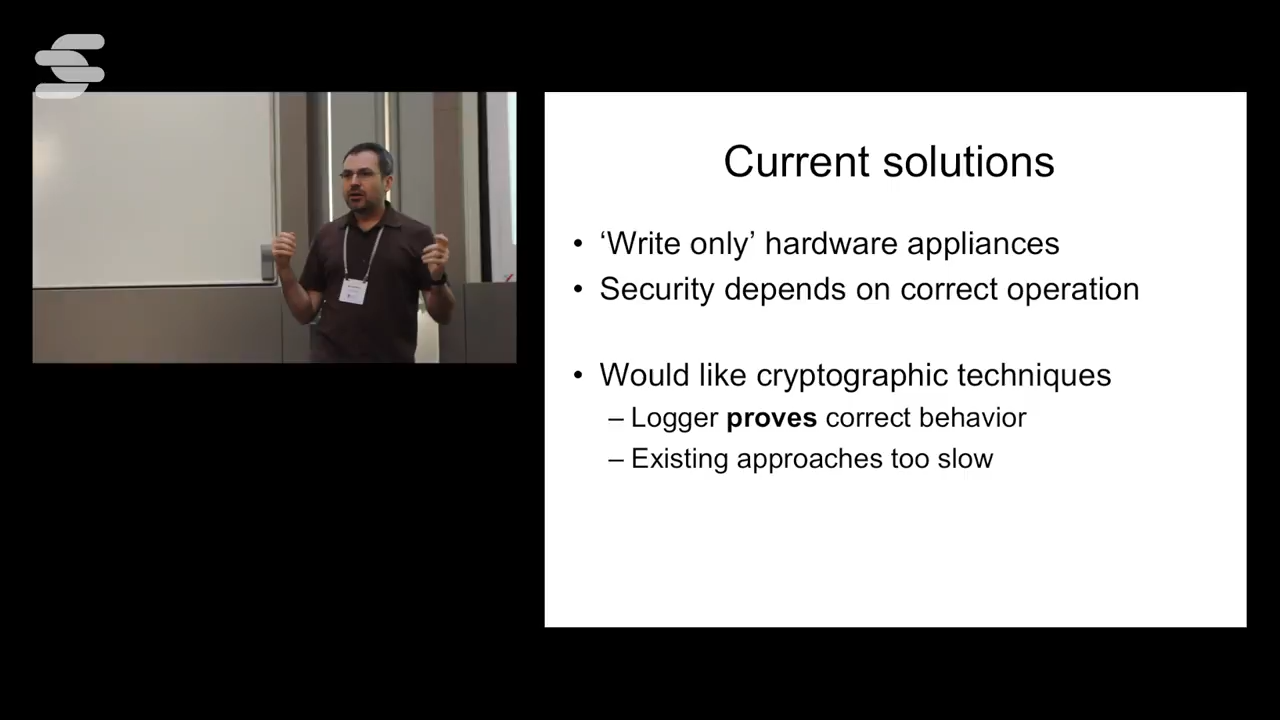 Current solutions
• ‘Write only’ hardware appliances
• Security depends on correct operation
• Would like cryptographic techniques
– Logger proves correct behavior
– Existing approaches too slow